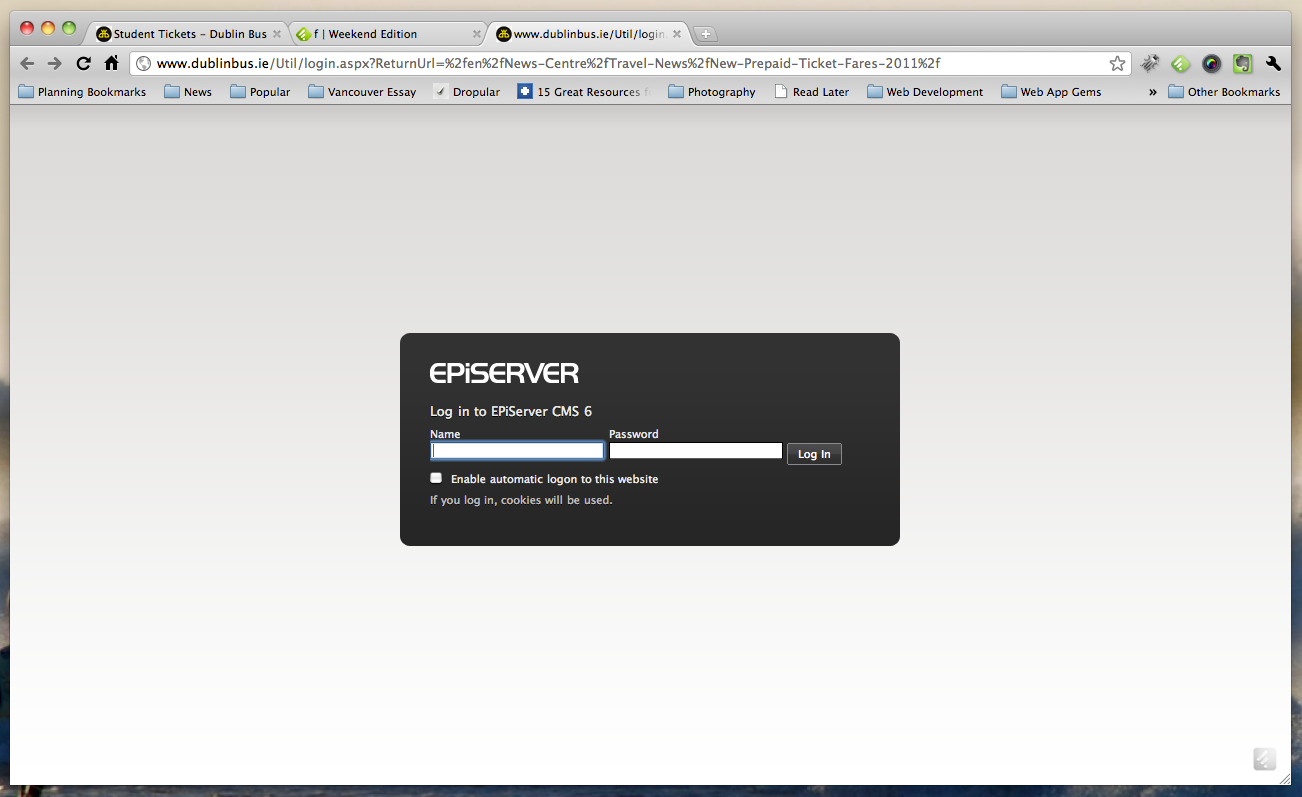 Student Tickets – Dublin Bus
f | Weekend Edition
www.dublinbus.ie/Util/login.
www.dublinbus.ie/Util/login.aspx?ReturnUrl=%2fen%2fNews-Centre%2fTravel-News%2fNew-Prepaid-Ticket-Fares-2011%2f
Planning Bookmarks
News
Popular
Vancouver Essay
Dropular
15 Great Resources f
Photography
Read Later
Web Development
Web App Gems
»
Other Bookmarks
EPiSERVER
Log in to EPiServer CMS 6
Name
Password
Log In
Enable automatic logon to this website
If you log in, cookies will be used.